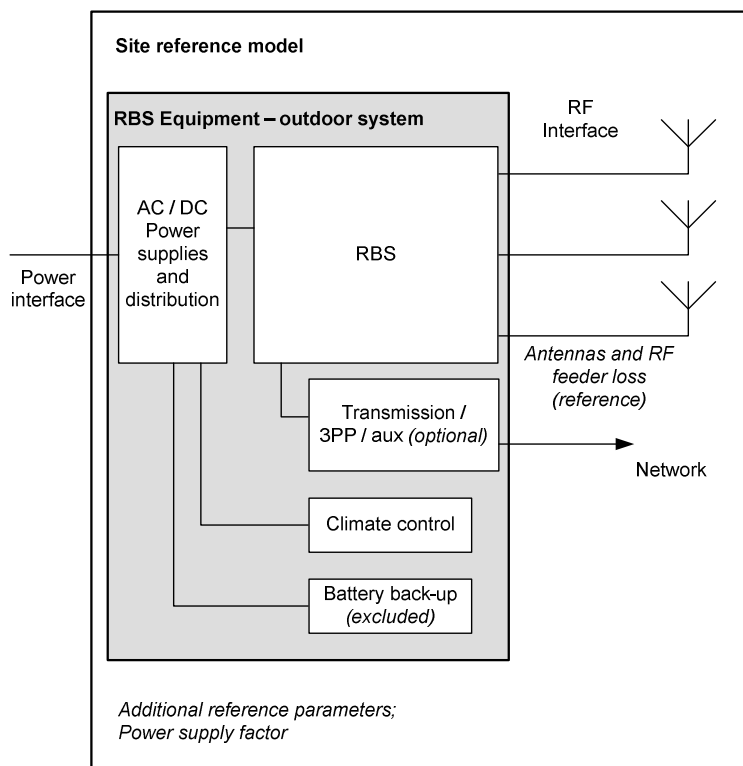 Site reference model
RBS Equipment – outdoor system
RF
Interface
AC / DC
Power
supplies
and
distribution
RBS
Power
interface
Antennas and RF
feeder loss
(reference)
Transmission /
3PP / aux (optional)
Network
Climate control
Battery back-up
(excluded)
Additional reference parameters;
Power supply factor